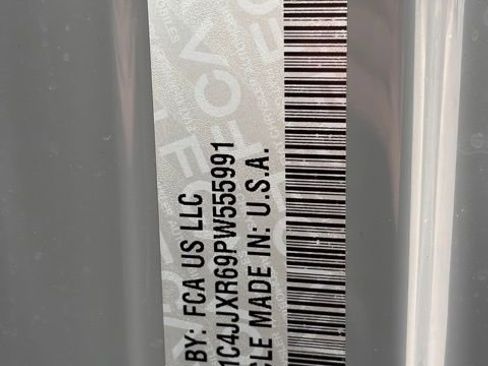 BY: FCA US LLC
1C4JJXR69PW555991
CLE MADE IN: U.S.A.